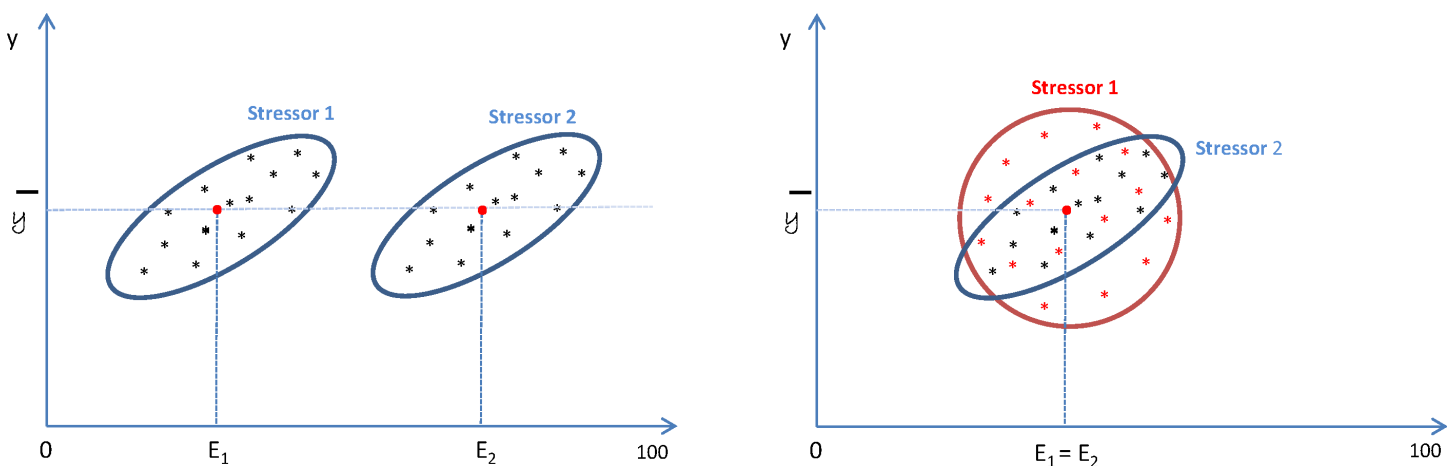 y
Stressor 1
Stressor 2
y̅
0
E₁
E₂
100
y
Stressor 1
Stressor 2
y̅
0
E₁ = E₂
100